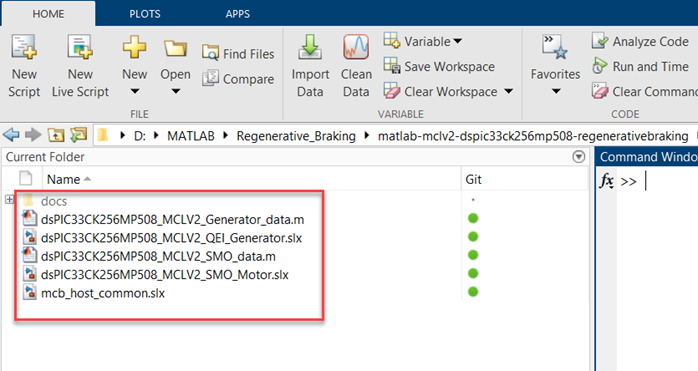 HOME PLOTS APPS
New Script New Live Script New Open Find Files Compare Import Data Clean Data Variable Save Workspace Clear Workspace Favorites Analyze Code Run and Time Clear Comman
FILE VARIABLE CODE
D: MATLAB Regenerative_Braking matlab-mclv2-dspic33ck256mp508-regenerativebraking
Current Folder Command Windo
Name Git fx >>
docs
dsPIC33CK256MP508_MCLV2_Generator_data.m
dsPIC33CK256MP508_MCLV2_QEI_Generator.slx
dsPIC33CK256MP508_MCLV2_SMO_data.m
dsPIC33CK256MP508_MCLV2_SMO_Motor.slx
mcb_host_common.slx